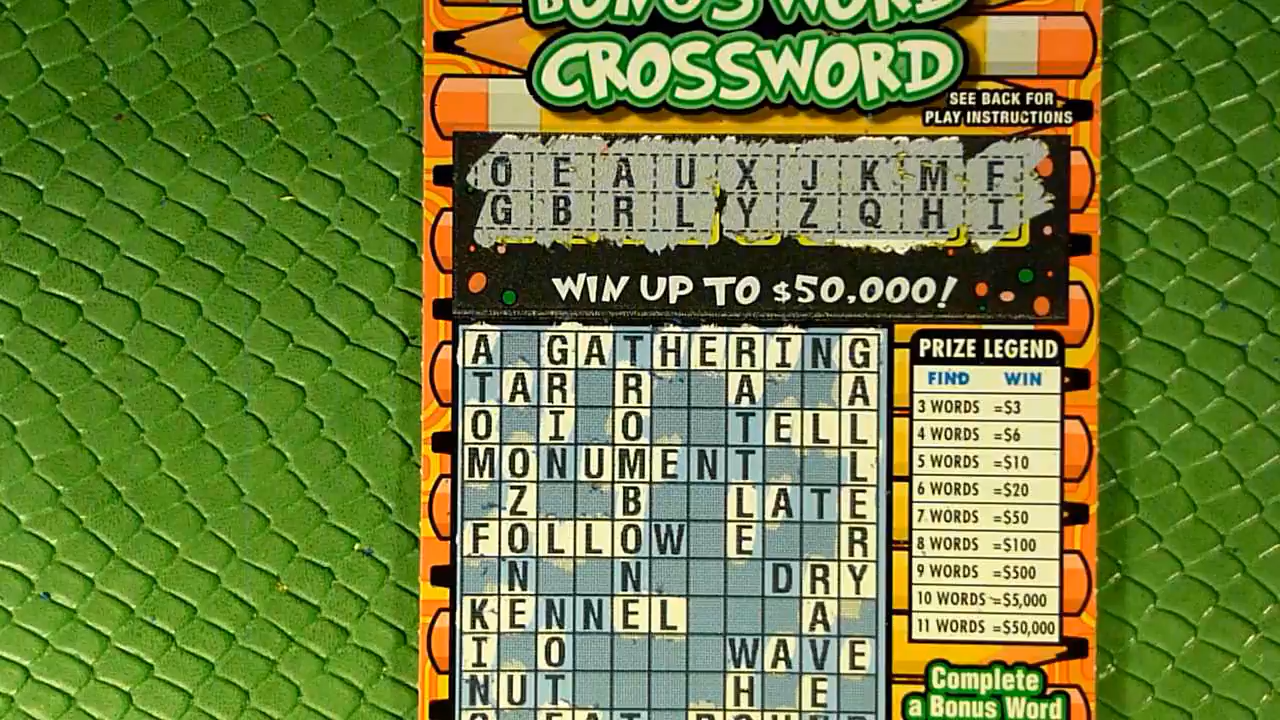 BONUS WORD
CROSSWORD
SEE BACK FOR
PLAY INSTRUCTIONS
O E A U X J K M F
G B R L Y Z Q H I
WIN UP TO $50,000!
A GATHERING
TAR R A A
O I O TELL
MONUMENT L
Z B LATE
FOLLOW E R
N N DRY
KENNEL A
I O WAVE
NUT H E
PRIZE LEGEND
FIND WIN
3 WORDS =$3
4 WORDS =$6
5 WORDS =$10
6 WORDS =$20
7 WORDS =$50
8 WORDS =$100
9 WORDS =$500
10 WORDS =$5,000
11 WORDS =$50,000
Complete
a Bonus Word